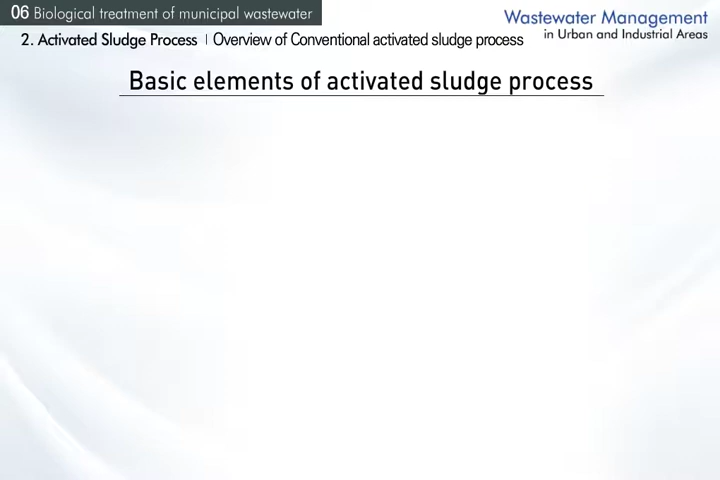 06 Biological treatment of municipal wastewater
Wastewater Management
in Urban and Industrial Areas
2. Activated Sludge Process | Overview of Conventional activated sludge process
Basic elements of activated sludge process